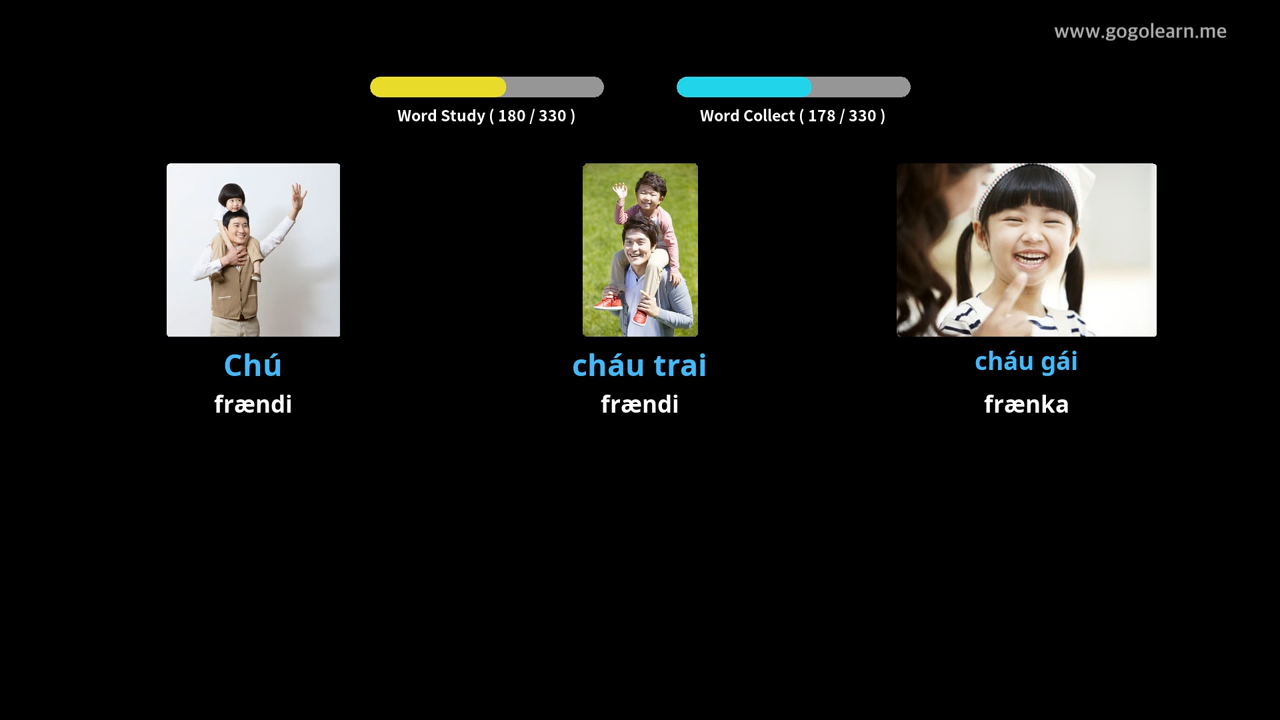 www.gogolearn.me
Word Study ( 180 / 330 )
Word Collect ( 178 / 330 )
Chú
cháu trai
cháu gái
frændi
frændi
frænka